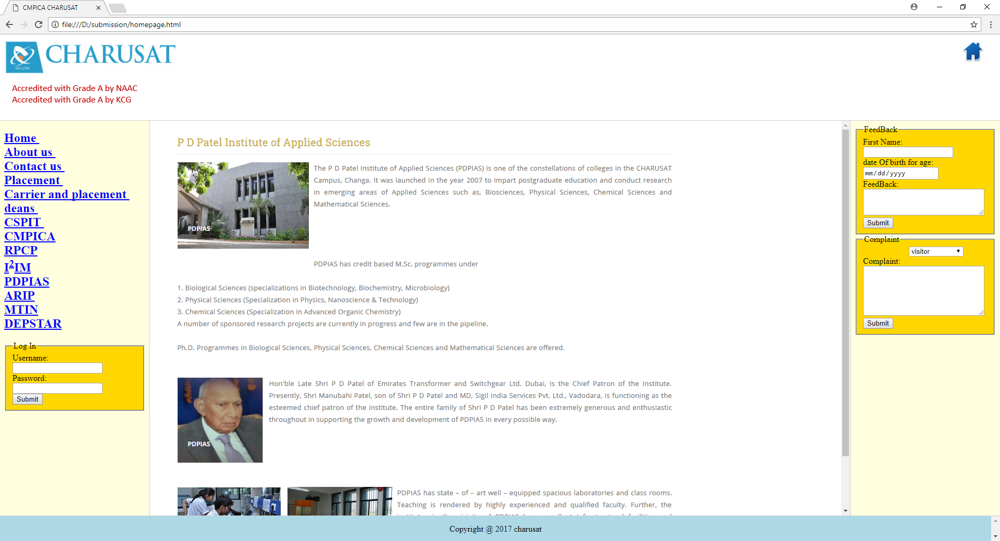 CMPICA CHARUSAT
file:///D:/submission/homepage.html
CHARUSAT
Accredited with Grade A by NAAC
Accredited with Grade A by KCG
Home
About us
Contact us
Placement
Carrier and placement
deans
CSPIT
CMPICA
RPCP
I²IM
PDPIAS
ARIP
MTIN
DEPSTAR
Log In
Username:
Password:
Submit
P D Patel Institute of Applied Sciences
PDPIAS
The P D Patel Institute of Applied Sciences (PDPIAS) is one of the constellations of colleges in the CHARUSAT
Campus, Changa. It was launched in the year 2007 to impart postgraduate education and conduct research
in emerging areas of Applied Sciences such as, Biosciences, Physical Sciences, Chemical Sciences and
Mathematical Sciences.
PDPIAS has credit based M.Sc. programmes under
1. Biological Sciences (specializations in Biotechnology, Biochemistry, Microbiology)
2. Physical Sciences (Specialization in Physics, Nanoscience & Technology)
3. Chemical Sciences (Specialization in Advanced Organic Chemistry)
A number of sponsored research projects are currently in progress and few are in the pipeline.
Ph.D. Programmes in Biological Sciences, Physical Sciences, Chemical Sciences and Mathematical Sciences are offered.
PDPIAS
Hon'ble Late Shri P D Patel of Emirates Transformer and Switchgear Ltd. Dubai, is the Chief Patron of the Institute.
Presently, Shri Manubahi Patel, son of Shri P D Patel and MD, Sigil India Services Pvt. Ltd., Vadodara, is functioning as the
esteemed chief patron of the institute. The entire family of Shri P D Patel has been extremely generous and enthusiastic
throughout in supporting the growth and development of PDPIAS in every possible way.
PDPIAS has state – of – art well – equipped spacious laboratories and class rooms.
Teaching is rendered by highly experienced and qualified faculty. Further, the
FeedBack
First Name:
date Of birth for age:
mm/dd/yyyy
FeedBack:
Submit
Complaint
visitor
Complaint:
Submit
Copyright @ 2017 charusat